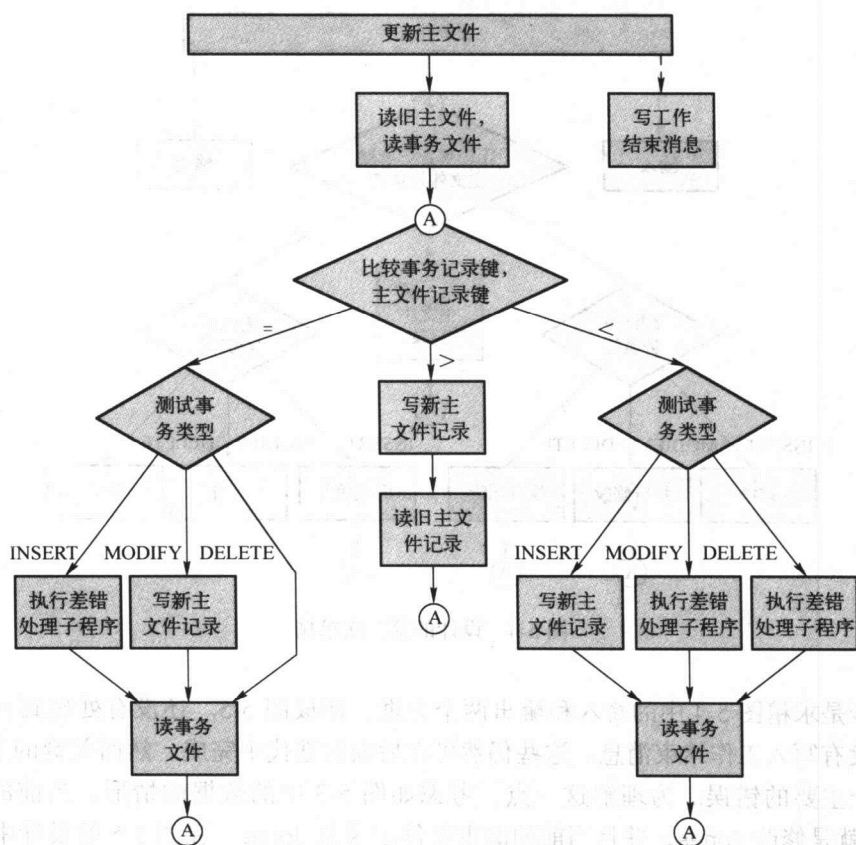 更新主文件
读旧主文件,
读事务文件
写工作
结束消息
A
比较事务记录键,
主文件记录键
=
>
<
测试事
务类型
写新主
文件记录
测试事
务类型
读旧主文
件记录
INSERT MODIFY DELETE
INSERT MODIFY DELETE
执行差错
处理子程序
写新主
文件记录
A
写新主
文件记录
执行差错
处理子程序
执行差错
处理子程序
读事务
文件
读事务
文件
A
A